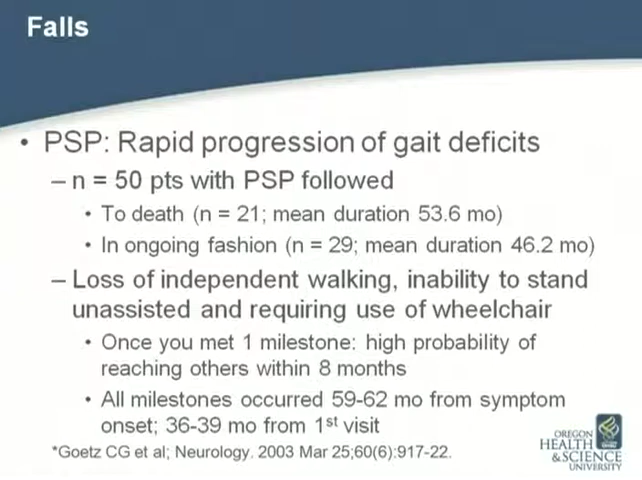 Falls
• PSP: Rapid progression of gait deficits
– n = 50 pts with PSP followed
• To death (n = 21; mean duration 53.6 mo)
• In ongoing fashion (n = 29; mean duration 46.2 mo)
– Loss of independent walking, inability to stand
unassisted and requiring use of wheelchair
• Once you met 1 milestone: high probability of
reaching others within 8 months
• All milestones occurred 59-62 mo from symptom
onset; 36-39 mo from 1st visit
*Goetz CG et al; Neurology. 2003 Mar 25;60(6):917-22.
OREGON
HEALTH
&SCIENCE
UNIVERSITY